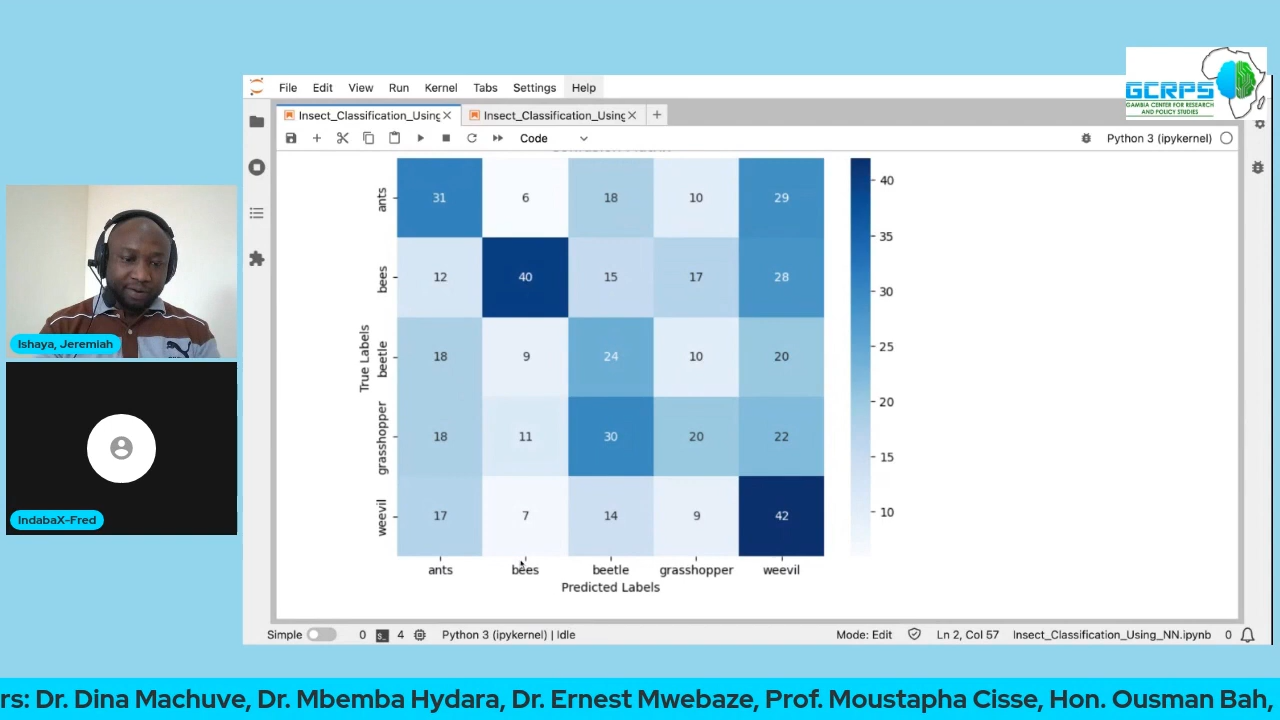 GCRPS
GAMBIA CENTER FOR RESEARCH
AND POLICY STUDIES
File Edit View Run Kernel Tabs Settings Help
Insect_Classification_Using
Insect_Classification_Using
Code
Python 3 (ipykernel)
ants 31 6 18 10 29
bees 12 40 15 17 28
beetle 18 9 24 10 20
grasshopper 18 11 30 20 22
weevil 17 7 14 9 42
True Labels
ants bees beetle grasshopper weevil
Predicted Labels
40
35
30
25
20
15
10
Ishaya, Jeremiah
IndabaX-Fred
Simple 0 4 Python 3 (ipykernel) | Idle Mode: Edit Ln 2, Col 57 Insect_Classification_Using_NN.ipynb 0
rs: Dr. Dina Machuve, Dr. Mbemba Hydara, Dr. Ernest Mwebaze, Prof. Moustapha Cisse, Hon. Ousman Bah,